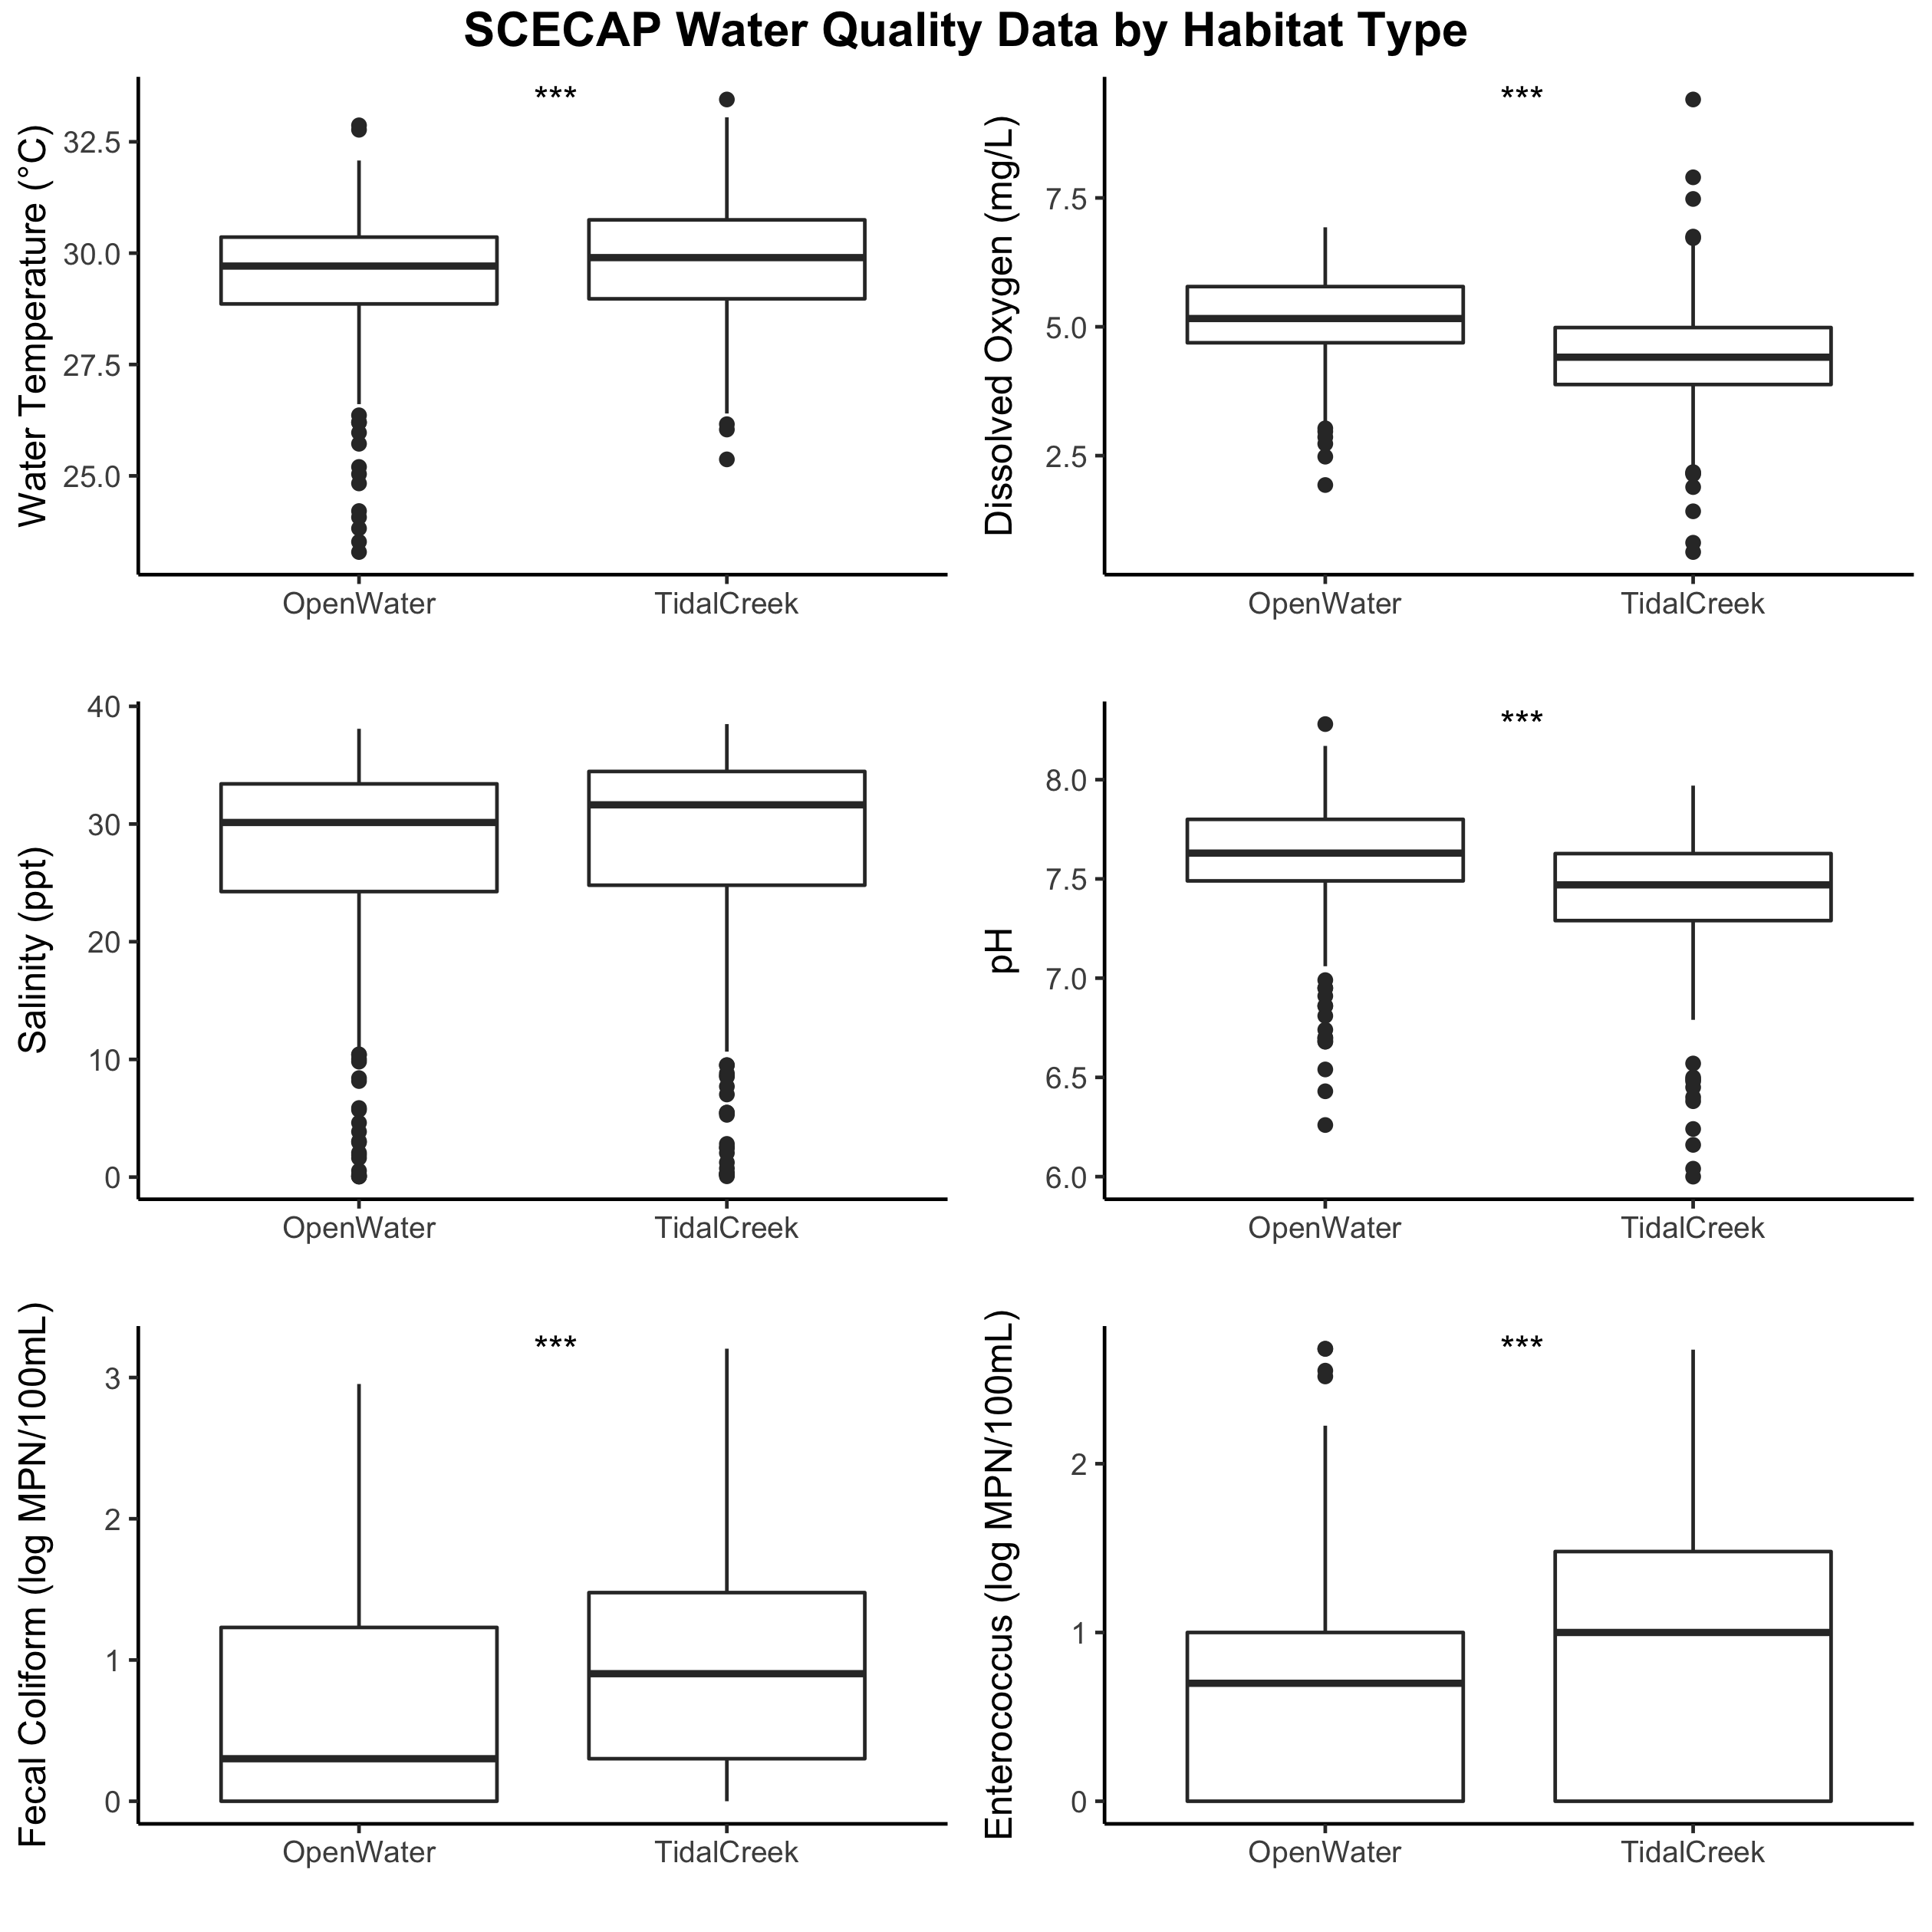 SCECAP Water Quality Data by Habitat Type
***
Water Temperature (°C)
32.5
30.0
27.5
25.0
OpenWater TidalCreek
***
Dissolved Oxygen (mg/L)
7.5
5.0
2.5
OpenWater TidalCreek
Salinity (ppt)
40
30
20
10
0
OpenWater TidalCreek
***
pH
8.0
7.5
7.0
6.5
6.0
OpenWater TidalCreek
***
Fecal Coliform (log MPN/100mL)
3
2
1
0
OpenWater TidalCreek
***
Enterococcus (log MPN/100mL)
2
1
0
OpenWater TidalCreek